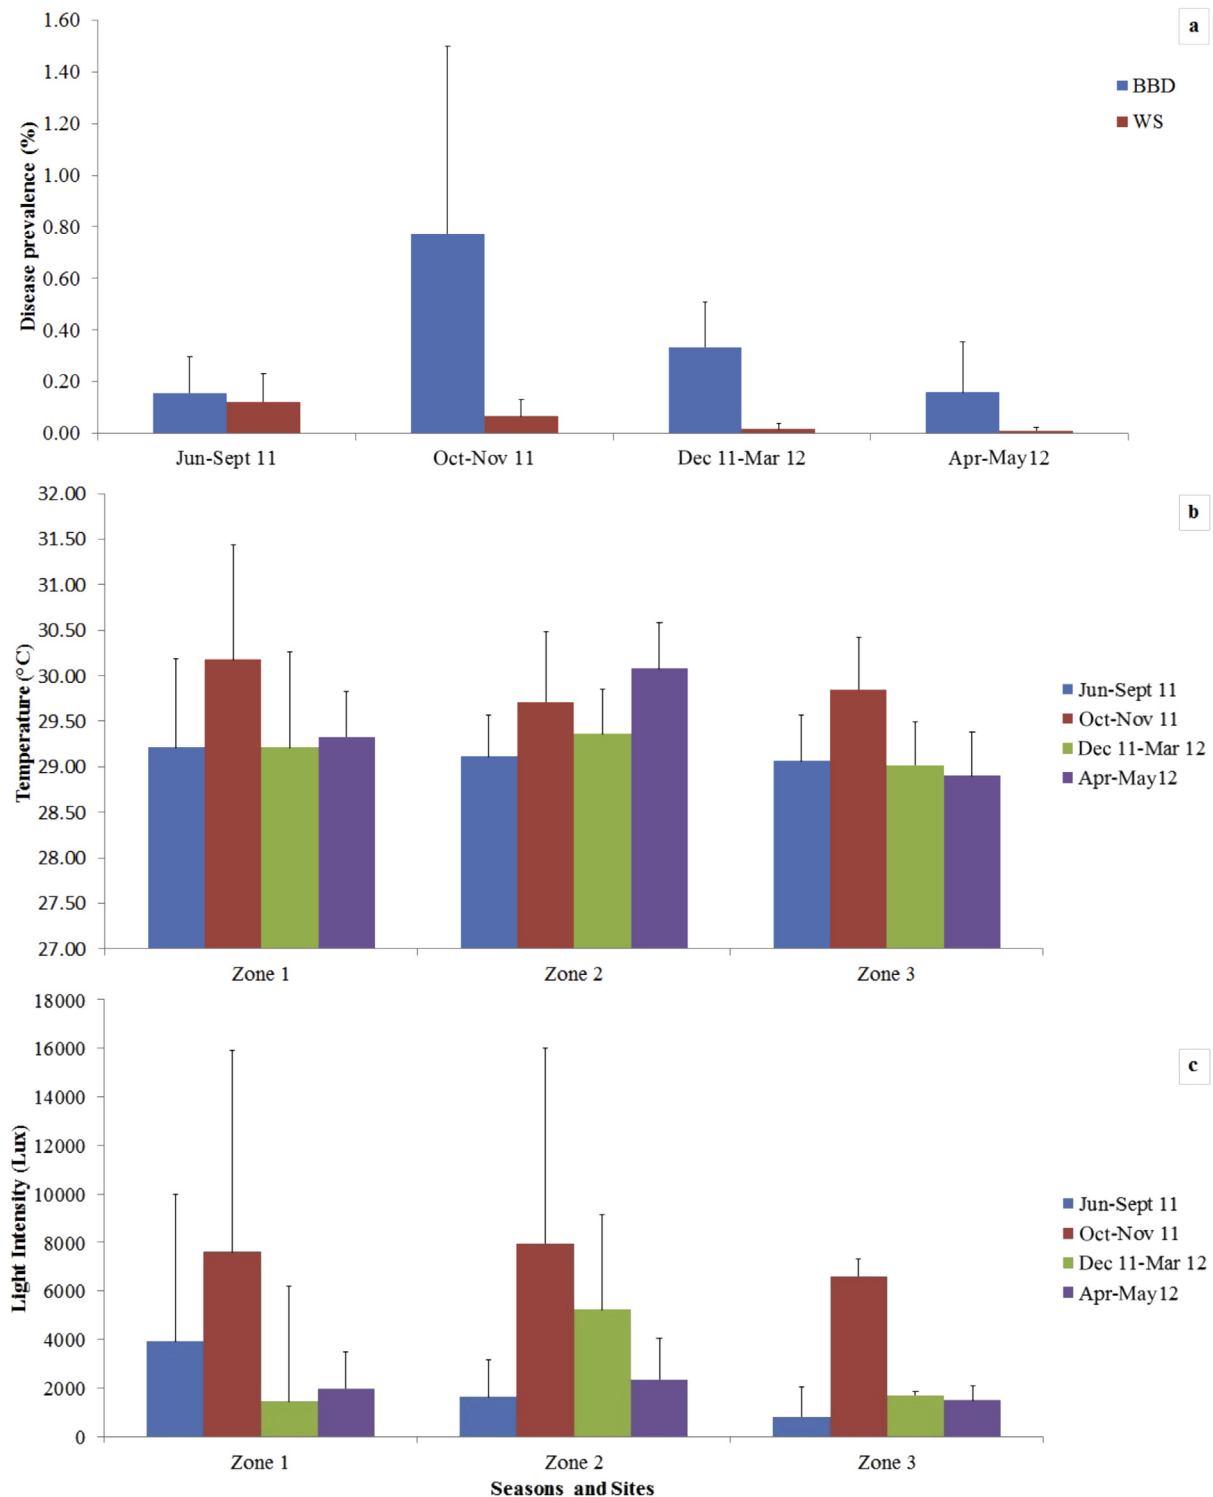 a
Disease prevalence (%)
1.60
1.40
1.20
1.00
0.80
0.60
0.40
0.20
0.00
BBD
WS
Jun-Sept 11
Oct-Nov 11
Dec 11-Mar 12
Apr-May12
b
Temperature (°C)
32.00
31.50
31.00
30.50
30.00
29.50
29.00
28.50
28.00
27.50
27.00
Jun-Sept 11
Oct-Nov 11
Dec 11-Mar 12
Apr-May12
Zone 1
Zone 2
Zone 3
c
Light Intensity (Lux)
18000
16000
14000
12000
10000
8000
6000
4000
2000
0
Jun-Sept 11
Oct-Nov 11
Dec 11-Mar 12
Apr-May12
Zone 1
Zone 2
Zone 3
Seasons and Sites